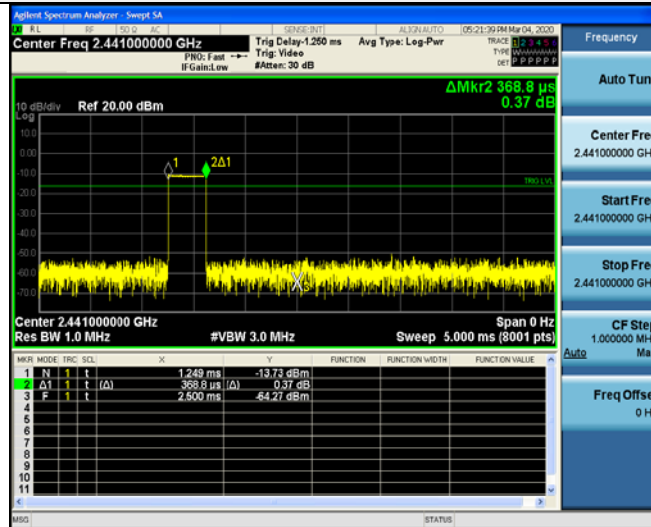 Agilent Spectrum Analyzer - Swept SA
RL RF 50 Ω AC SENSE:INT ALIGN AUTO 05:21:39 PM Mar 04, 2020
Center Freq 2.441000000 GHz
PNO: Fast
IFGain:Low
Trig Delay-1.250 ms
Trig: Video
#Atten: 30 dB
Avg Type: Log-Pwr
TRACE 1 2 3 4 5 6
TYPE W
DET P P P P P P
ΔMkr2 368.8 µs
0.37 dB
10 dB/div Ref 20.00 dBm
Log
10.0
0.00
-10.0
-20.0
-30.0
-40.0
-50.0
-60.0
-70.0
1
2Δ1
TRIG LVL
Center 2.441000000 GHz Span 0 Hz
Res BW 1.0 MHz #VBW 3.0 MHz Sweep 5.000 ms (8001 pts)
MKR MODE TRC SCL X Y FUNCTION FUNCTION WIDTH FUNCTION VALUE
1 N 1 t 1.249 ms -13.73 dBm
2 Δ1 1 t (Δ) 368.8 µs (Δ) 0.37 dB
3 F 1 t 2.500 ms -64.27 dBm
4
5
6
7
8
9
10
11
MSG STATUS
Frequency
Auto Tun
Center Fre
2.441000000 GH
Start Fre
2.441000000 GH
Stop Fre
2.441000000 GH
CF Step
1.000000 MH
Auto Ma
Freq Offse
0 H